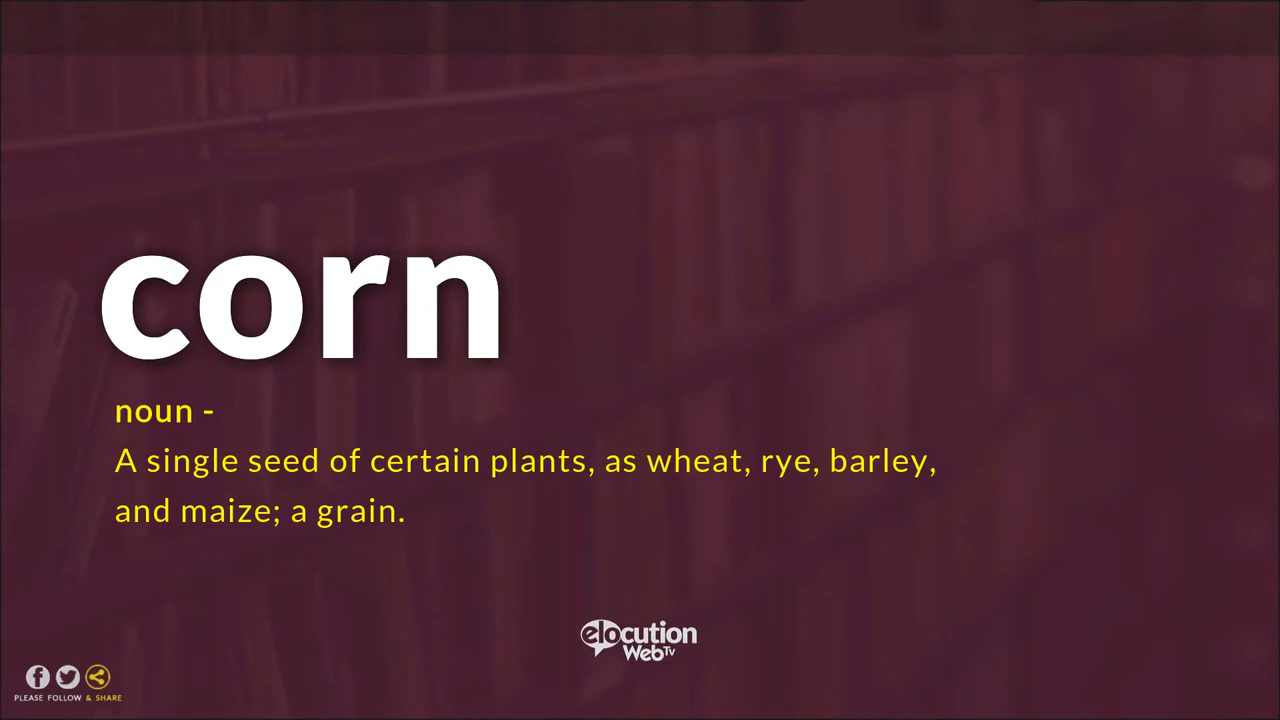 corn
noun -
A single seed of certain plants, as wheat, rye, barley,
and maize; a grain.
elocution
WebTv
PLEASE FOLLOW & SHARE